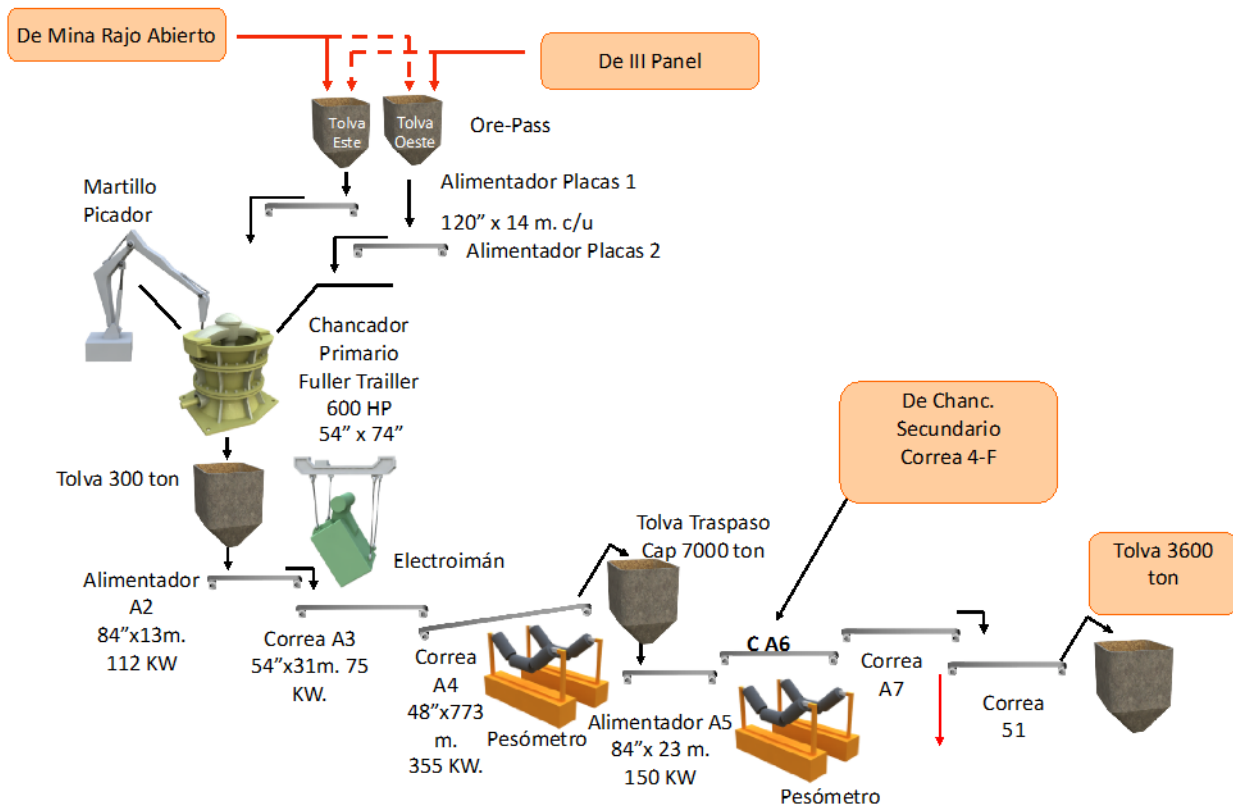 De Mina Rajo Abierto
De III Panel
Tolva
Este
Tolva
Oeste
Ore-Pass
Martillo
Picador
Alimentador Placas 1
120” x 14 m. c/u
Alimentador Placas 2
Chancador
Primario
Fuller Trailler
600 HP
54” x 74”
De Chanc.
Secundario
Correa 4-F
Tolva 300 ton
Electroimán
Tolva Traspaso
Cap 7000 ton
Tolva 3600
ton
Alimentador
A2
84”x13m.
112 KW
Correa A3
54”x31m. 75
KW.
Correa
A4
48”x773
m.
355 KW.
Pesómetro
Alimentador A5
84”x 23 m.
150 KW
C A6
Pesómetro
Correa
A7
Correa
51